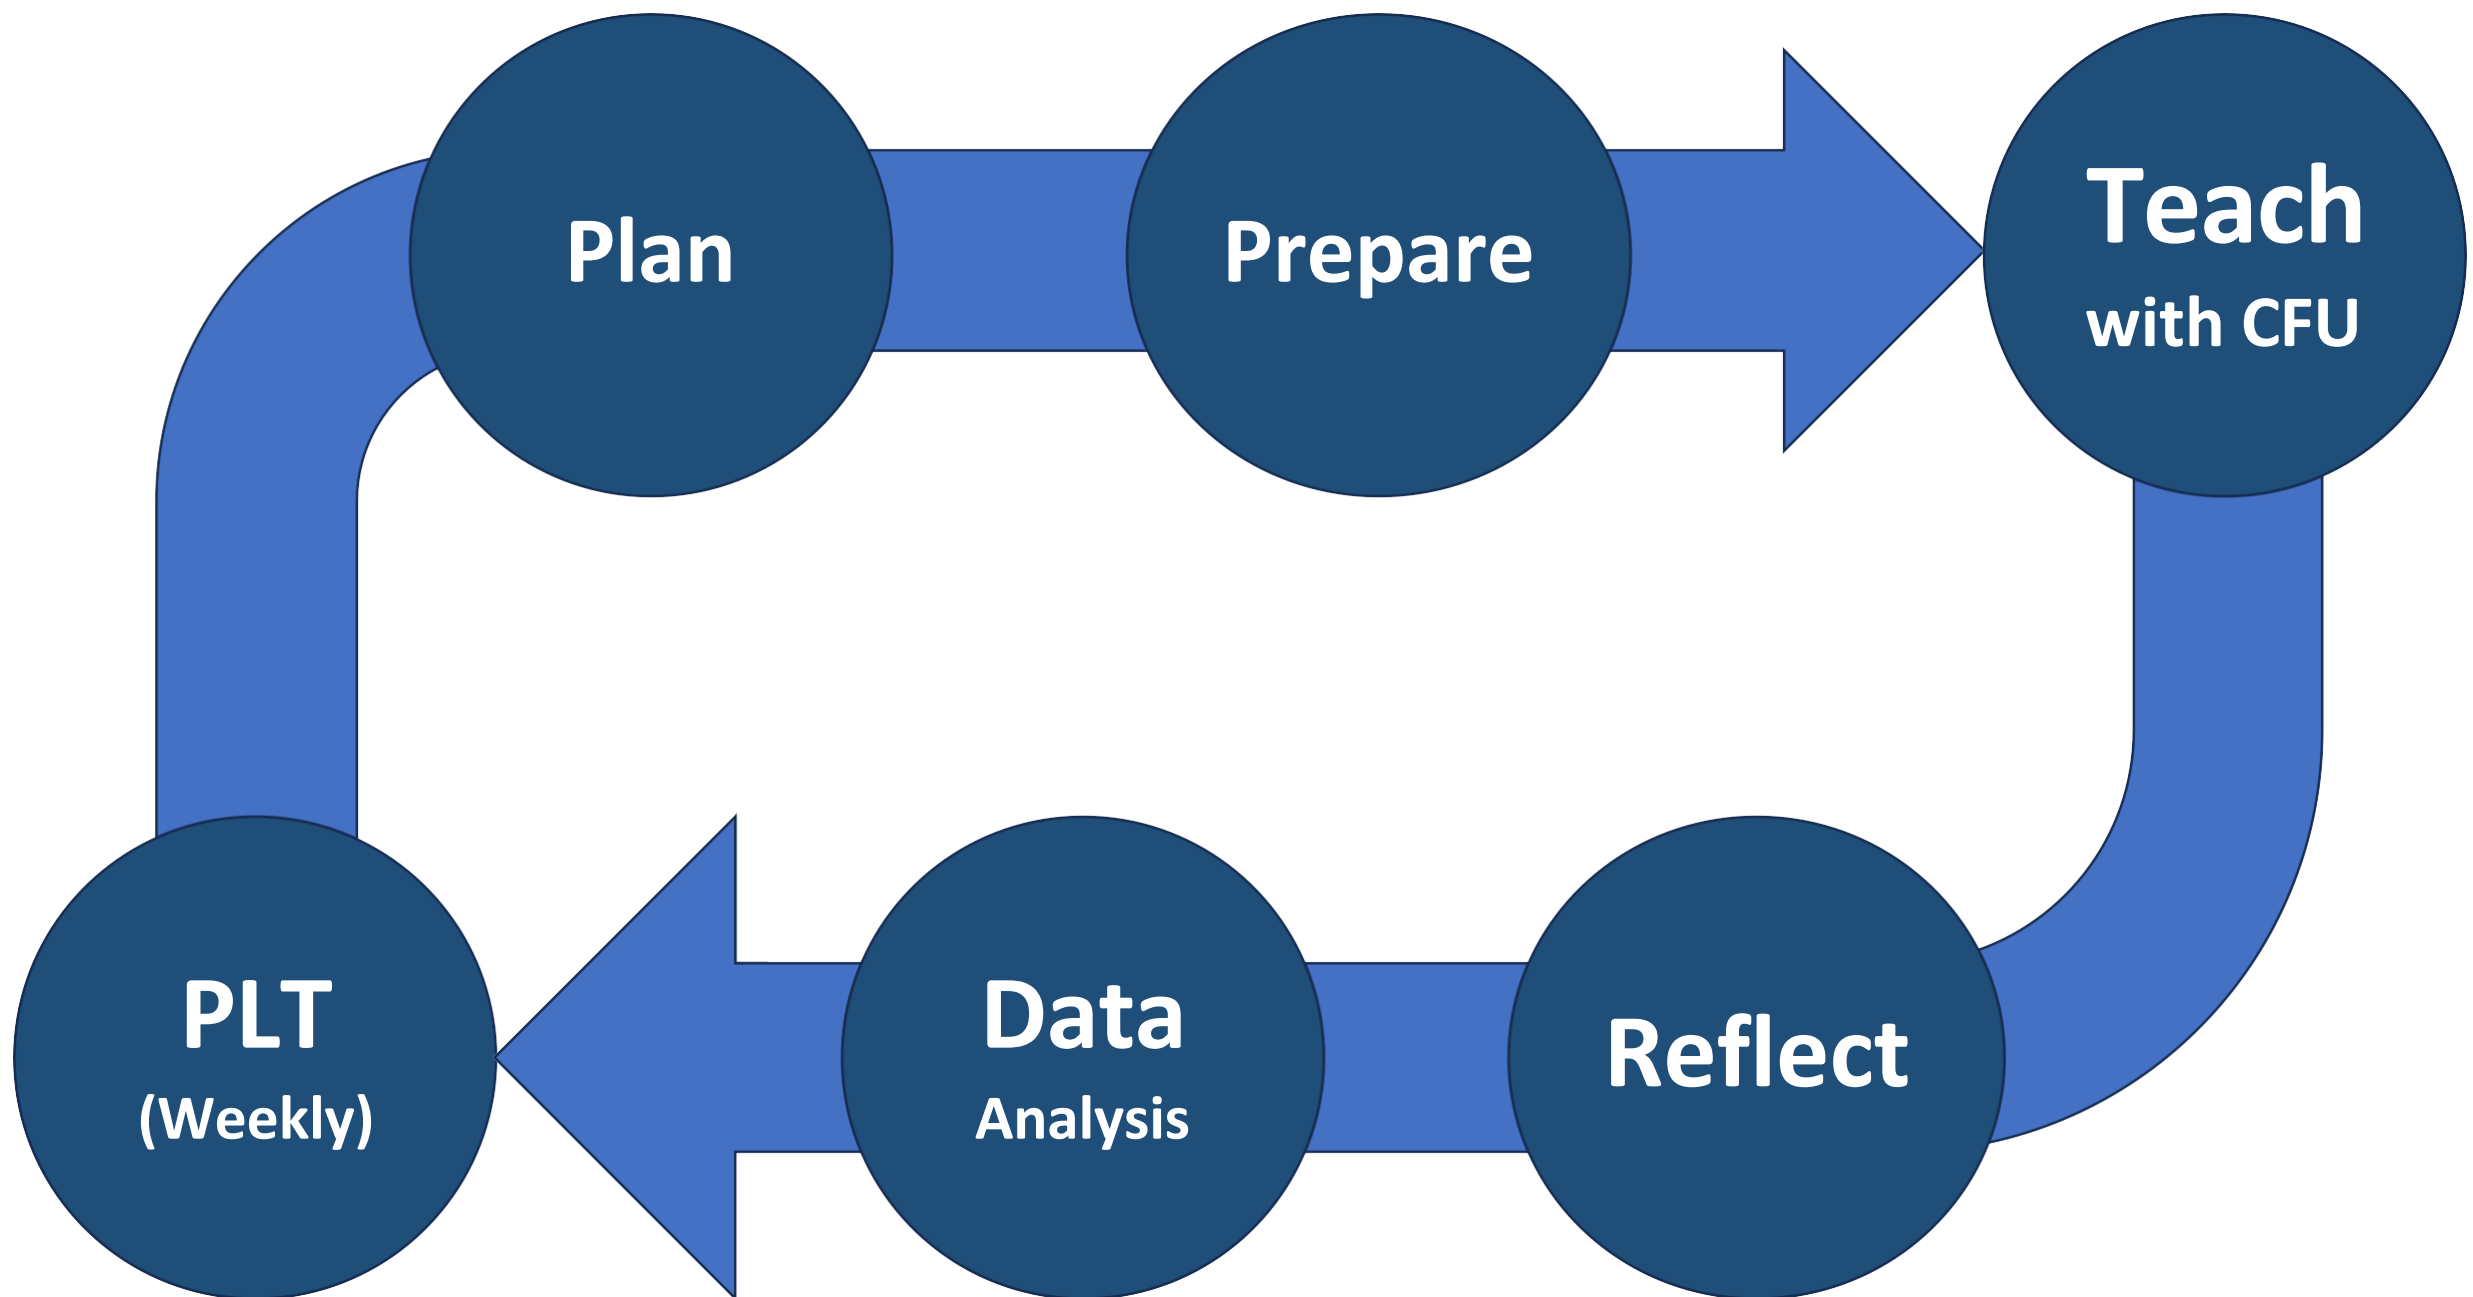 Plan
Prepare
Teach
with CFU
PLT
(Weekly)
Data
Analysis
Reflect